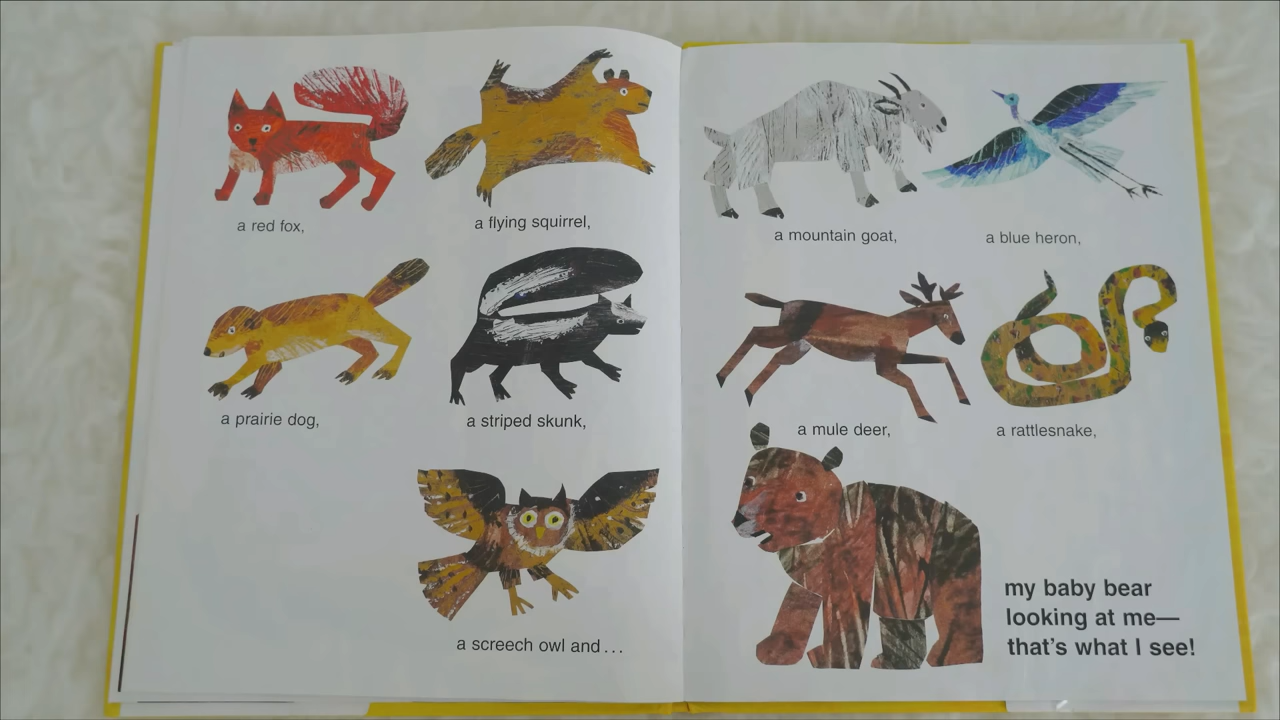 a red fox,
a flying squirrel,
a prairie dog,
a striped skunk,
a screech owl and...
a mountain goat,
a blue heron,
a mule deer,
a rattlesnake,
my baby bear
looking at me—
that's what I see!